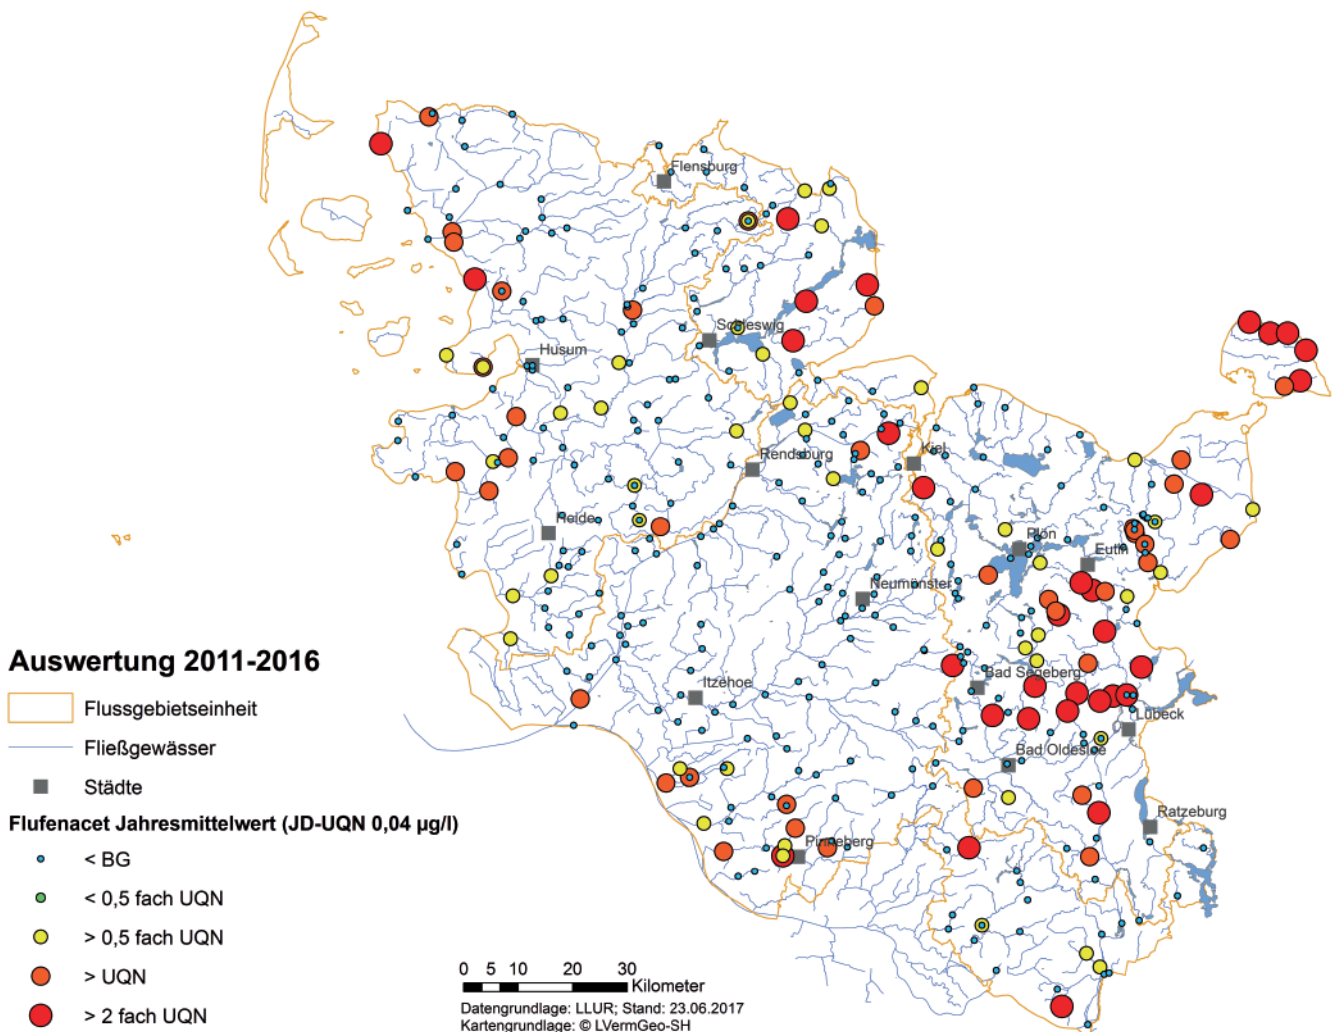 Flensburg
Schleswig
Husum
Rendsburg
Kiel
Heide
Plön
Eutin
Neumünster
Itzehoe
Bad Segeberg
Lübeck
Bad Oldesloe
Ratzeburg
Pinneberg
Auswertung 2011-2016
Flussgebietseinheit
Fließgewässer
Städte
Flufenacet Jahresmittelwert (JD-UQN 0,04 µg/l)
< BG
< 0,5 fach UQN
> 0,5 fach UQN
> UQN
> 2 fach UQN
0 5 10 20 30
Kilometer
Datengrundlage: LLUR; Stand: 23.06.2017
Kartengrundlage: © LVermGeo-SH